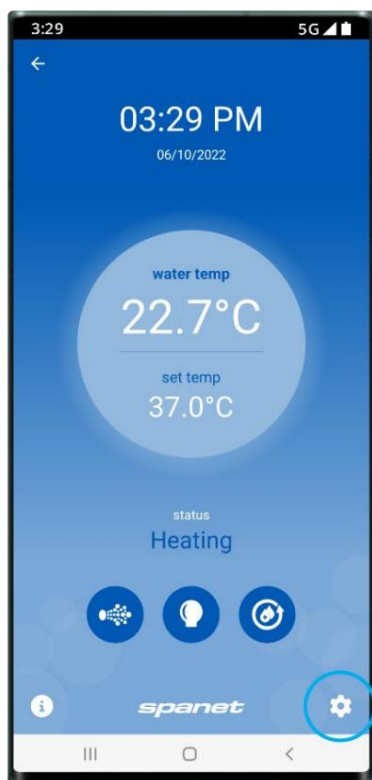 3:29 5G
03:29 PM
06/10/2022
water temp
22.7°C
set temp
37.0°C
status
Heating
i
spanet